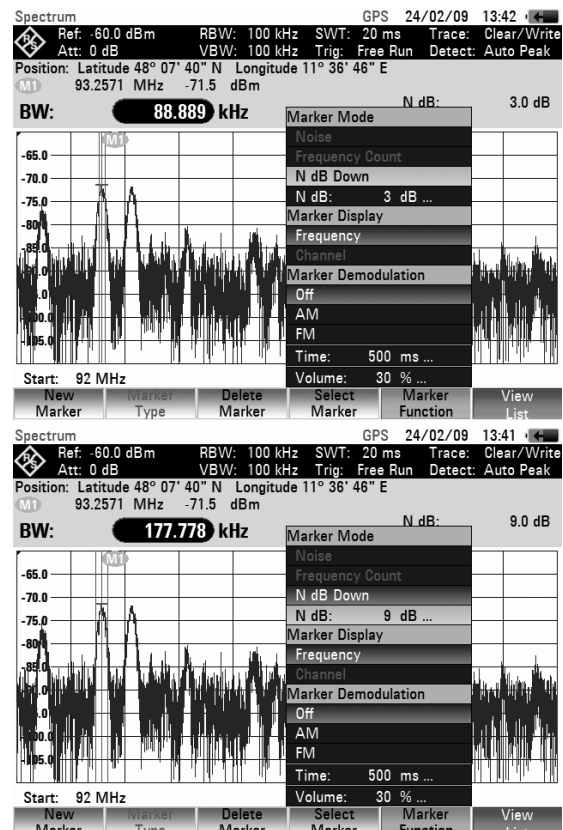 Spectrum GPS 24/02/09 13:42
Ref: -60.0 dBm RBW: 100 kHz SWT: 20 ms Trace: Clear/Write
Att: 0 dB VBW: 100 kHz Trig: Free Run Detect: Auto Peak
Position: Latitude 48° 07' 40" N Longitude 11° 36' 46" E
M1 93.2571 MHz -71.5 dBm
N dB: 3.0 dB
BW: 88.889 kHz
M1
Marker Mode
Noise
Frequency Count
N dB Down
N dB: 3 dB ...
Marker Display
Frequency
Channel
Marker Demodulation
Off
AM
FM
Time: 500 ms ...
Volume: 30 % ...
-65.0
-70.0
-75.0
Start: 92 MHz
New Marker
Marker Type
Delete Marker
Select Marker
Marker Function
View List
Spectrum GPS 24/02/09 13:41
Ref: -60.0 dBm RBW: 100 kHz SWT: 20 ms Trace: Clear/Write
Att: 0 dB VBW: 100 kHz Trig: Free Run Detect: Auto Peak
Position: Latitude 48° 07' 40" N Longitude 11° 36' 46" E
M1 93.2571 MHz -71.5 dBm
N dB: 9.0 dB
BW: 177.778 kHz
M1
Marker Mode
Noise
Frequency Count
N dB Down
N dB: 9 dB ...
Marker Display
Frequency
Channel
Marker Demodulation
Off
AM
FM
Time: 500 ms ...
Volume: 30 % ...
-65.0
-70.0
-75.0
Start: 92 MHz
New Marker
Marker Type
Delete Marker
Select Marker
Marker Function
View List